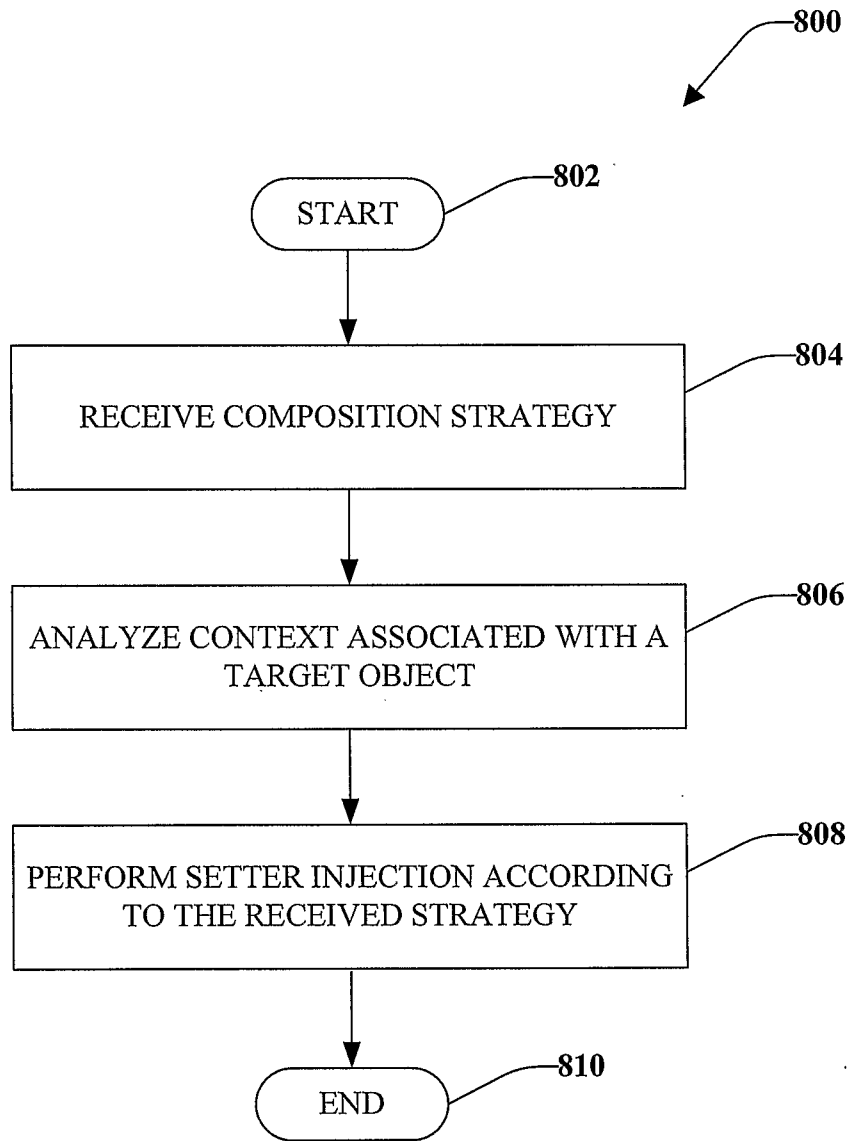 800
802
START
804
RECEIVE COMPOSITION STRATEGY
806
ANALYZE CONTEXT ASSOCIATED WITH A
TARGET OBJECT
808
PERFORM SETTER INJECTION ACCORDING
TO THE RECEIVED STRATEGY
810
END